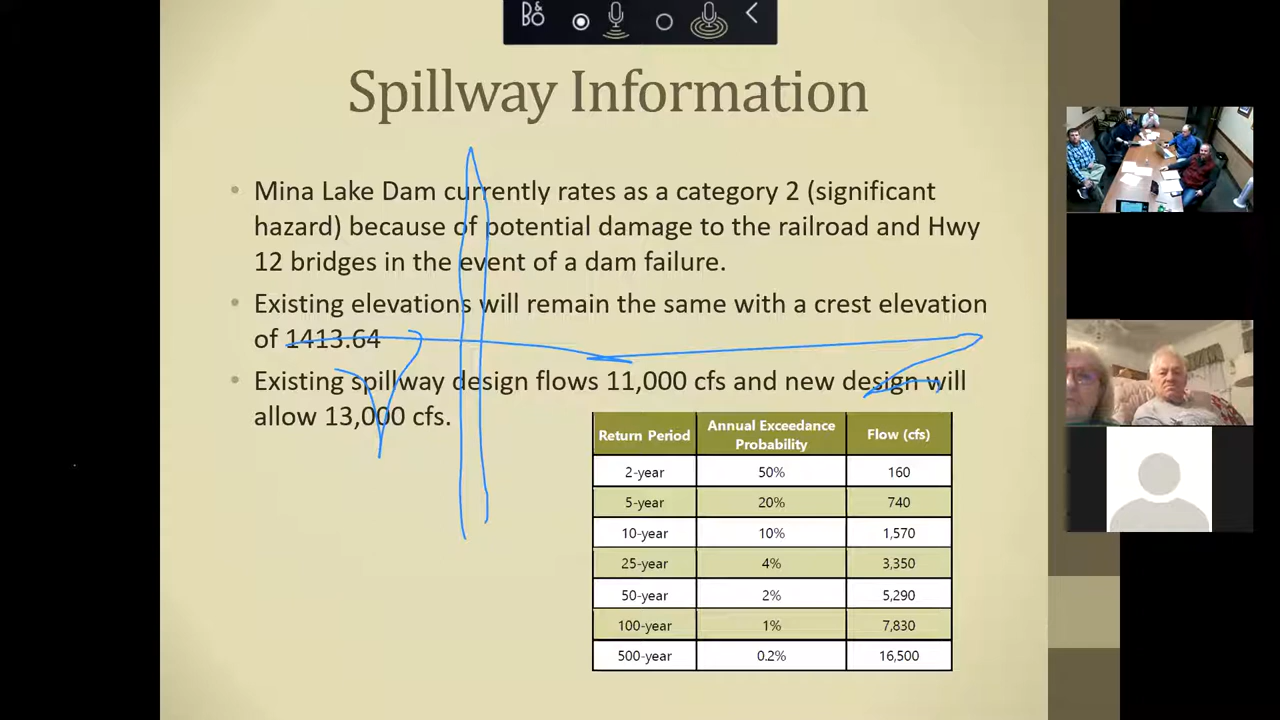 B&O
Spillway Information
• Mina Lake Dam currently rates as a category 2 (significant
hazard) because of potential damage to the railroad and Hwy
12 bridges in the event of a dam failure.
• Existing elevations will remain the same with a crest elevation
of 1413.64
• Existing spillway design flows 11,000 cfs and new design will
allow 13,000 cfs.
Return Period Annual Exceedance Probability Flow (cfs)
2-year 50% 160
5-year 20% 740
10-year 10% 1,570
25-year 4% 3,350
50-year 2% 5,290
100-year 1% 7,830
500-year 0.2% 16,500